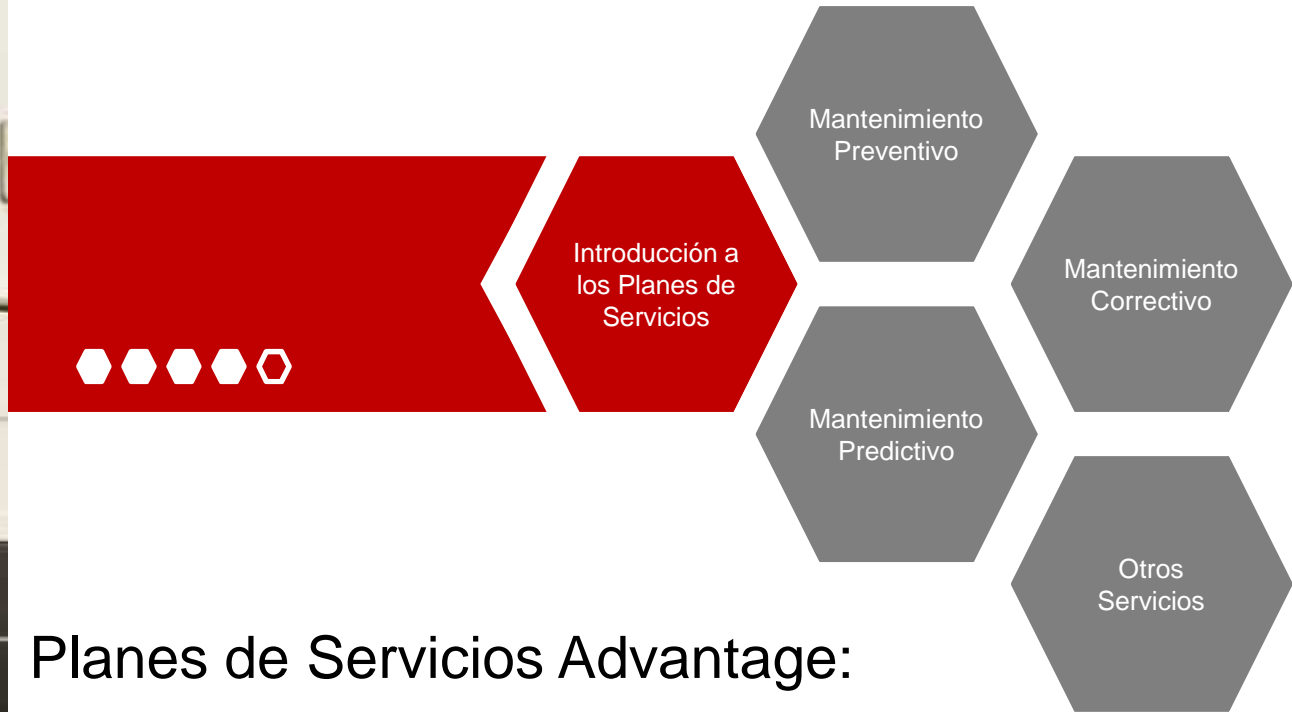 Mantenimiento
Preventivo
Introducción a
los Planes de
Servicios
Mantenimiento
Correctivo
Mantenimiento
Predictivo
Otros
Servicios
Planes de Servicios Advantage: